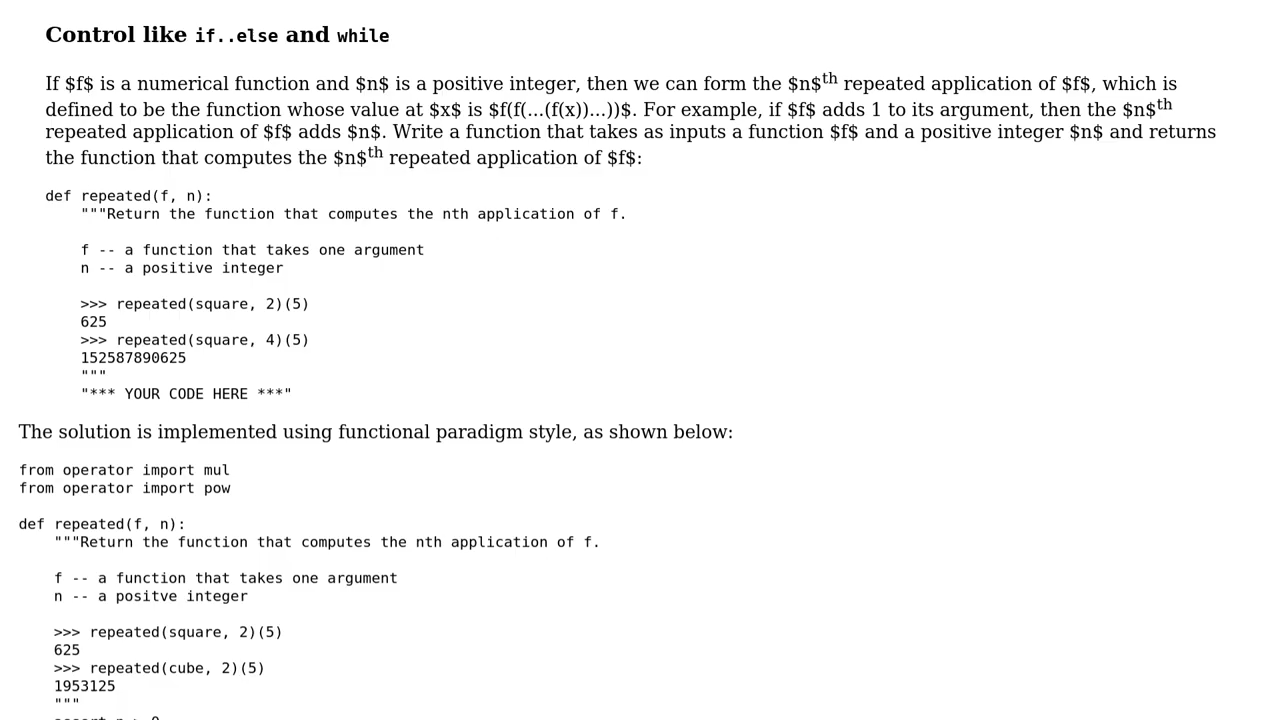 Control like if..else and while
If $f$ is a numerical function and $n$ is a positive integer, then we can form the $n$th repeated application of $f$, which is
defined to be the function whose value at $x$ is $f(f(...(f(x))...))$. For example, if $f$ adds 1 to its argument, then the $n$th
repeated application of $f$ adds $n$. Write a function that takes as inputs a function $f$ and a positive integer $n$ and returns
the function that computes the $n$th repeated application of $f$:
def repeated(f, n):
    """Return the function that computes the nth application of f.
    f -- a function that takes one argument
    n -- a positive integer
    >>> repeated(square, 2)(5)
    625
    >>> repeated(square, 4)(5)
    152587890625
    """
    "*** YOUR CODE HERE ***"
The solution is implemented using functional paradigm style, as shown below:
from operator import mul
from operator import pow
def repeated(f, n):
    """Return the function that computes the nth application of f.
    f -- a function that takes one argument
    n -- a positve integer
    >>> repeated(square, 2)(5)
    625
    >>> repeated(cube, 2)(5)
    1953125
    """